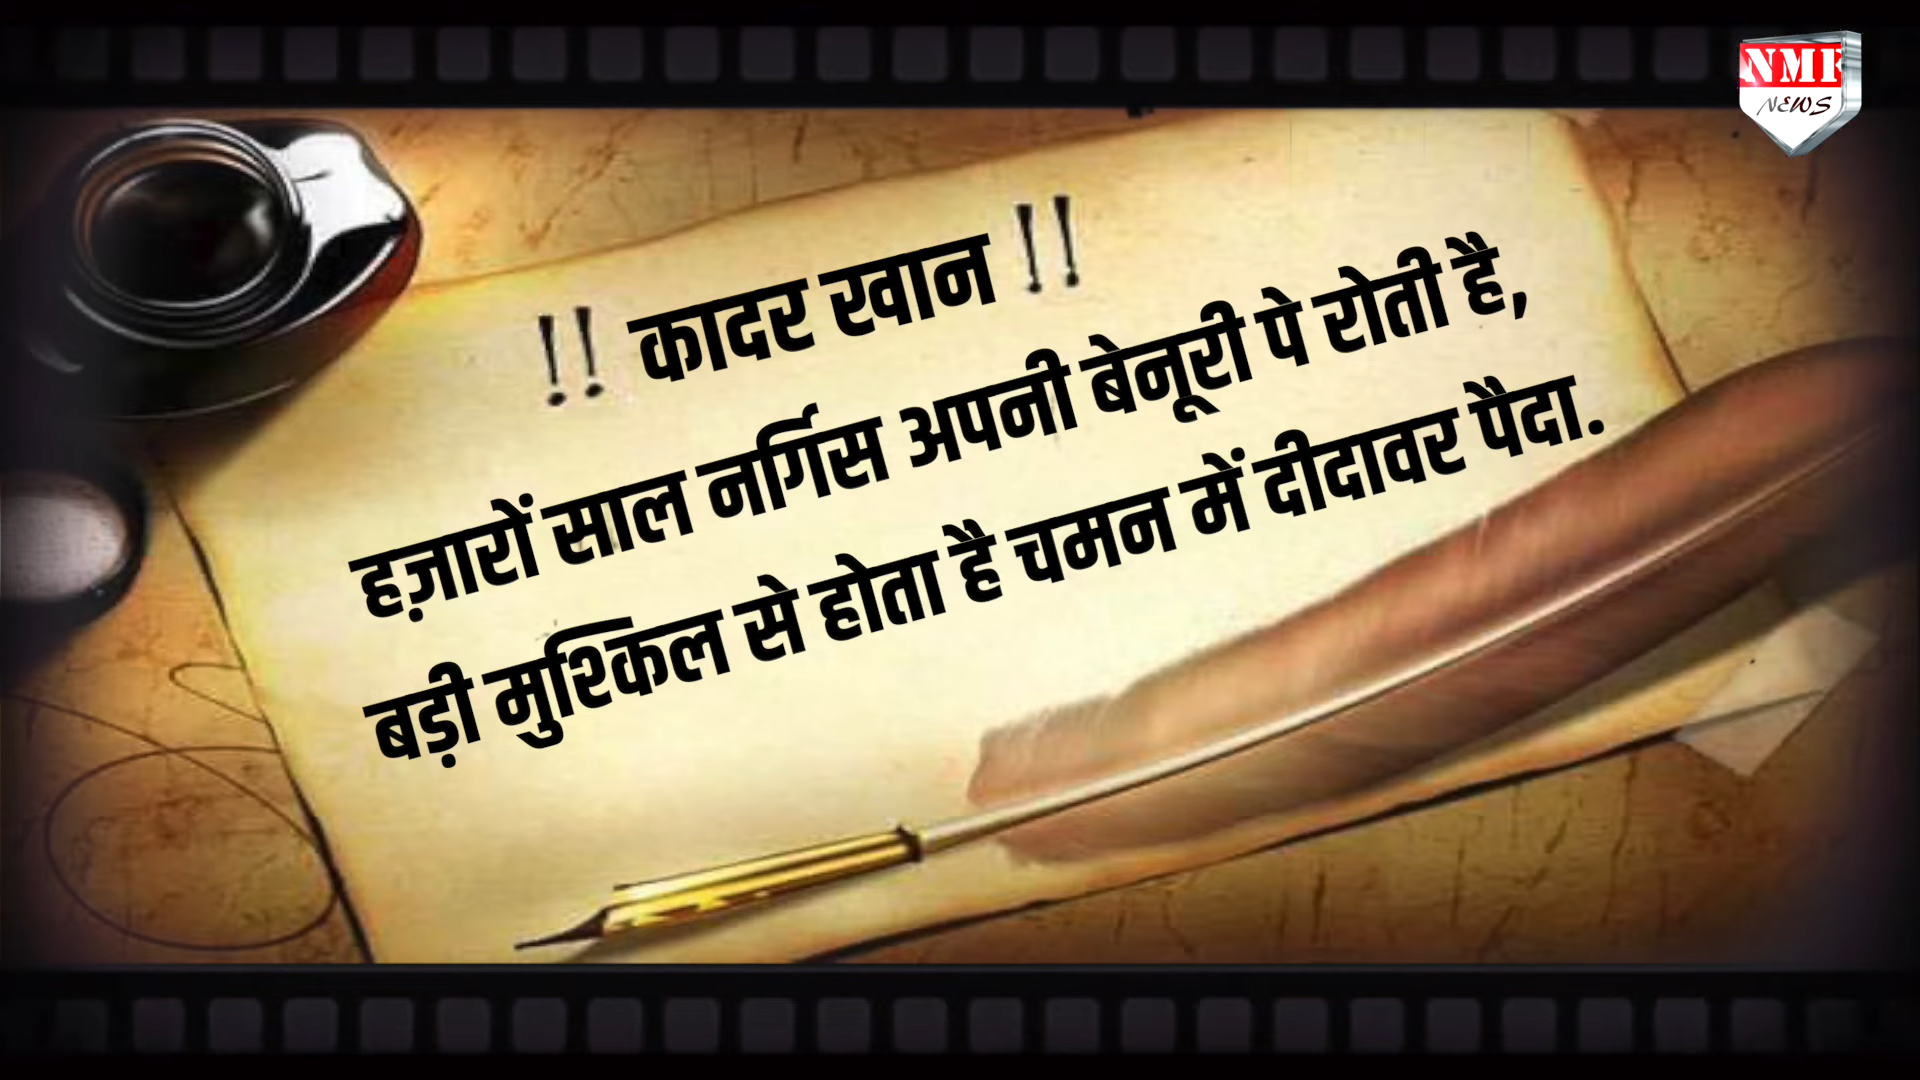 NMF
NEWS
!! कादर खान !!
हज़ारों साल नर्गिस अपनी बेनूरी पे रोती है,
बड़ी मुश्किल से होता है चमन में दीदावर पैदा.